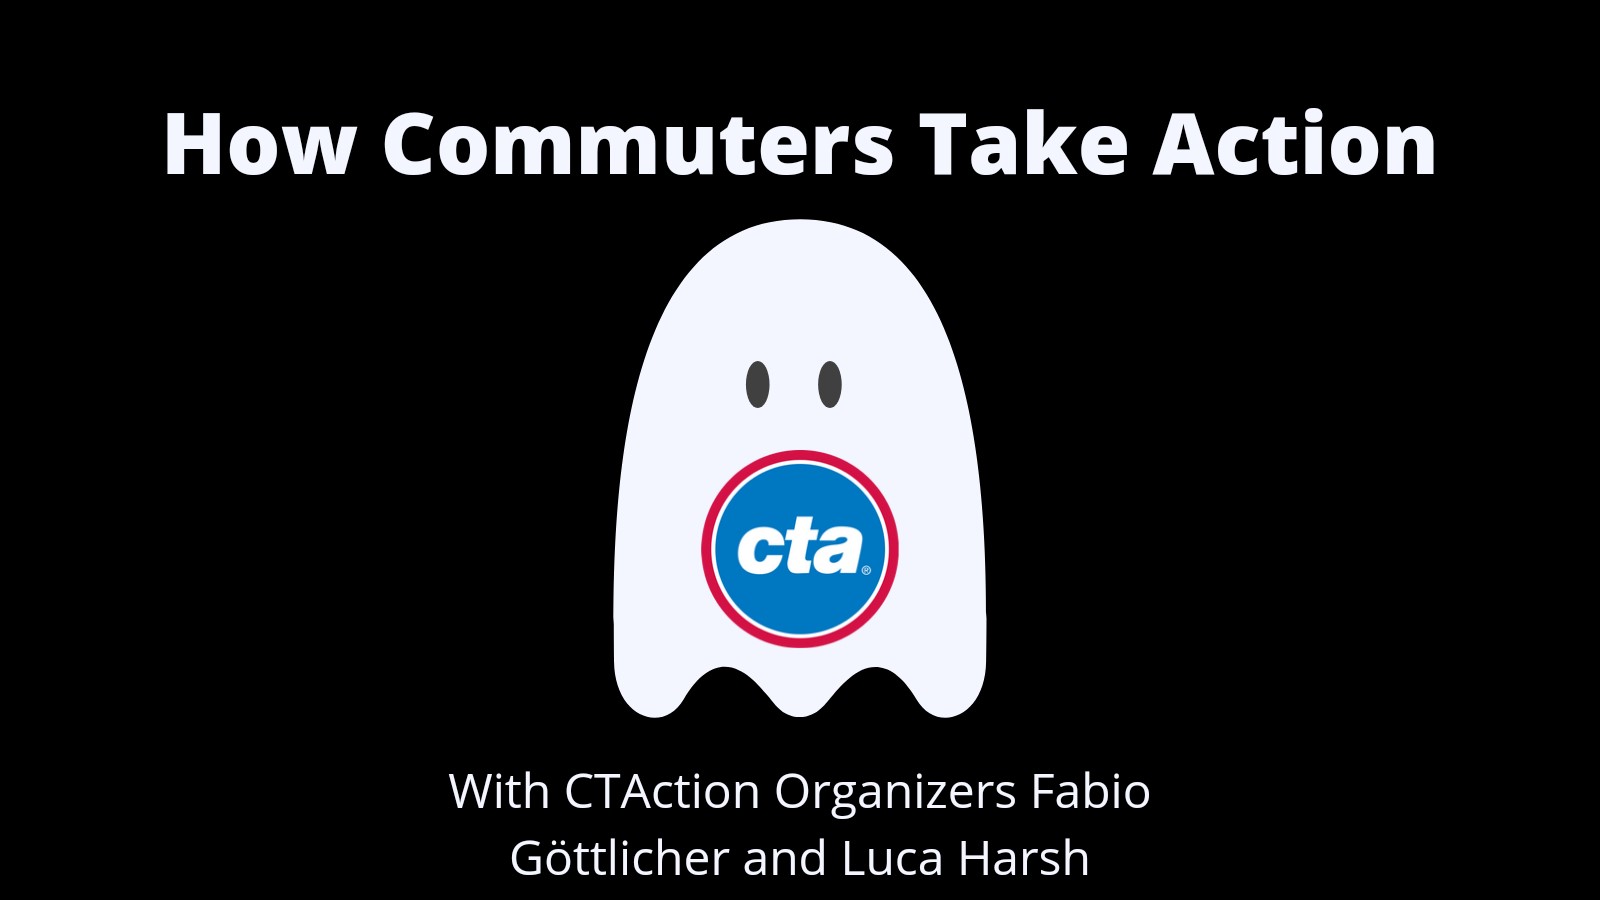 How Commuters Take Action
cta®
With CTAction Organizers Fabio
Göttlicher and Luca Harsh